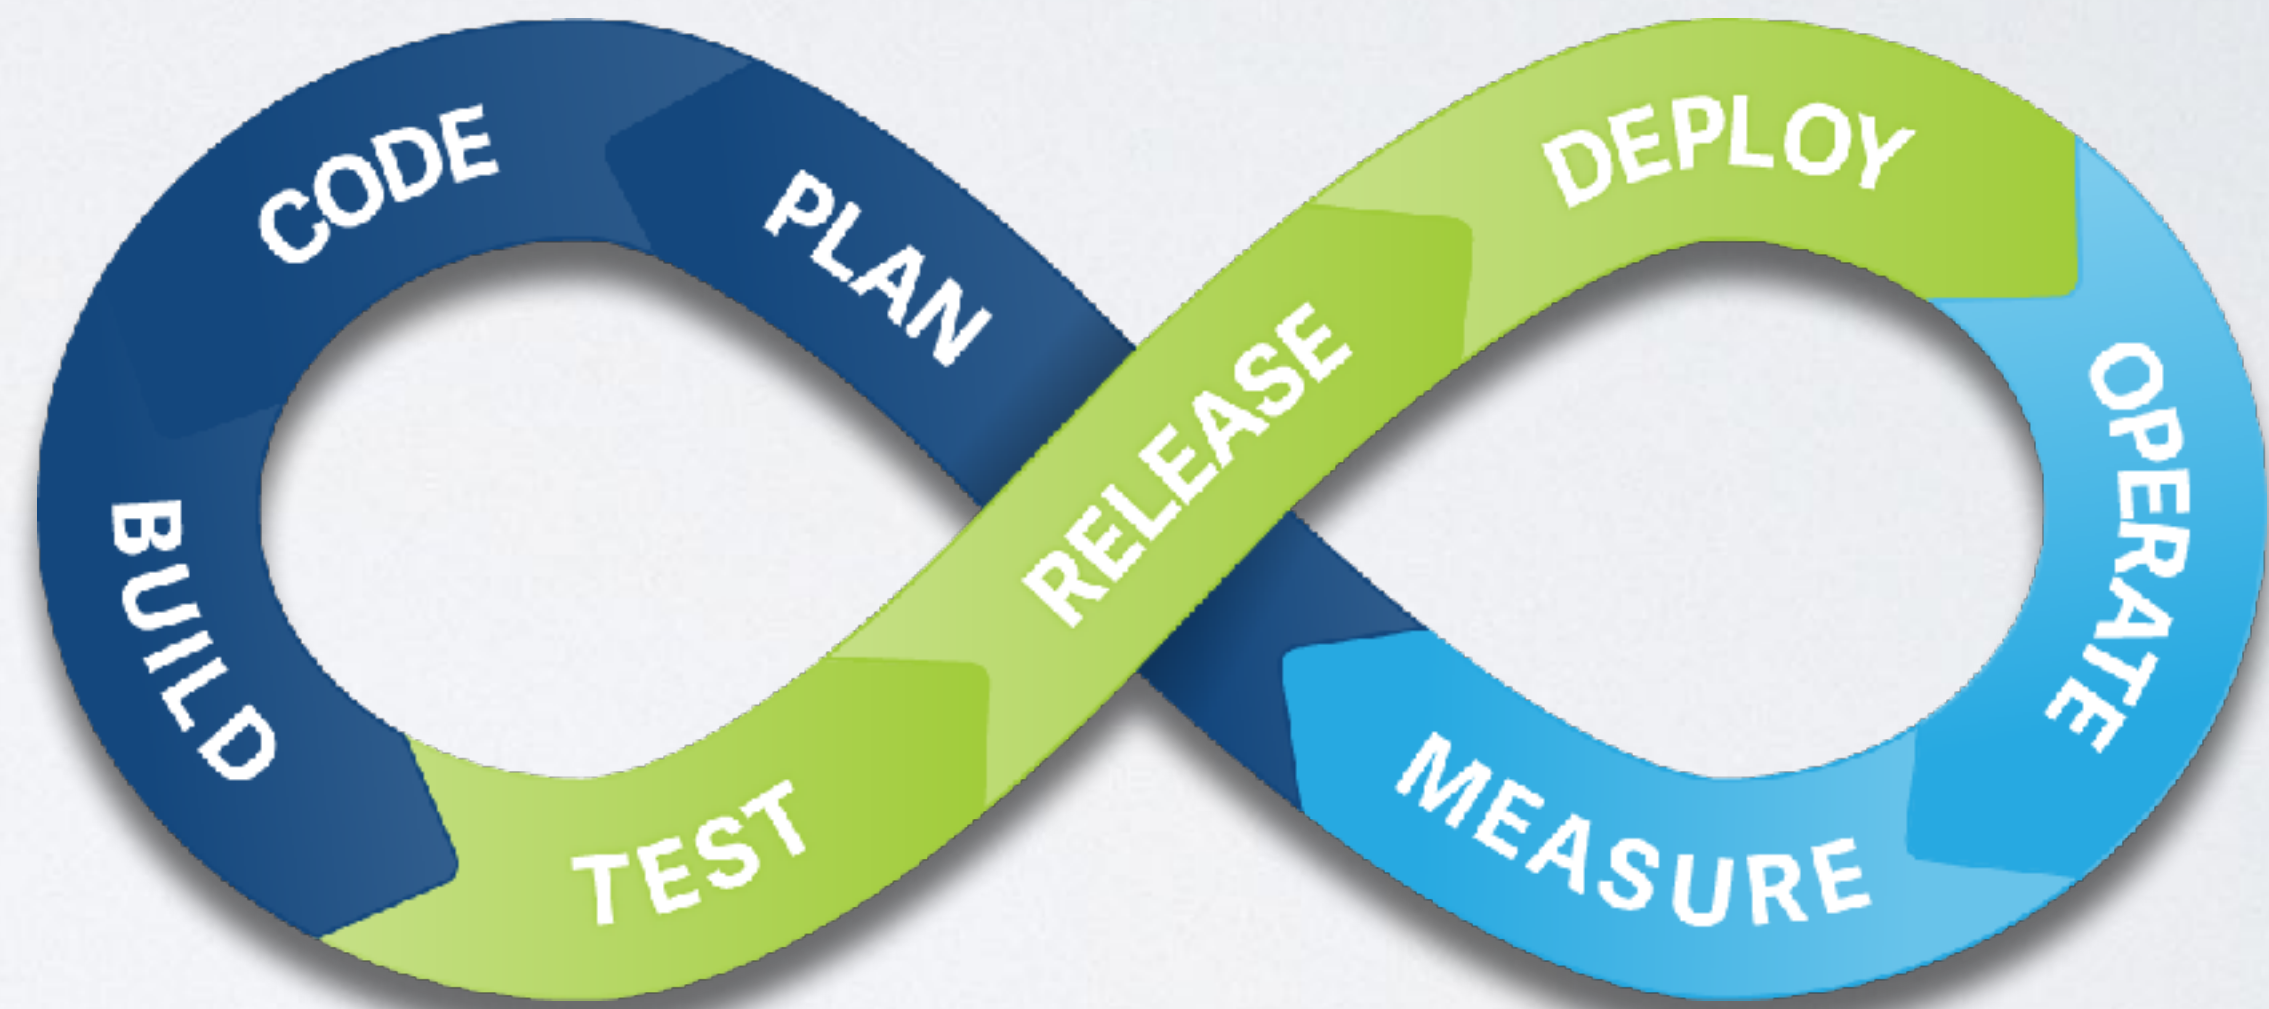 PLAN
CODE
BUILD
TEST
RELEASE
DEPLOY
OPERATE
MEASURE